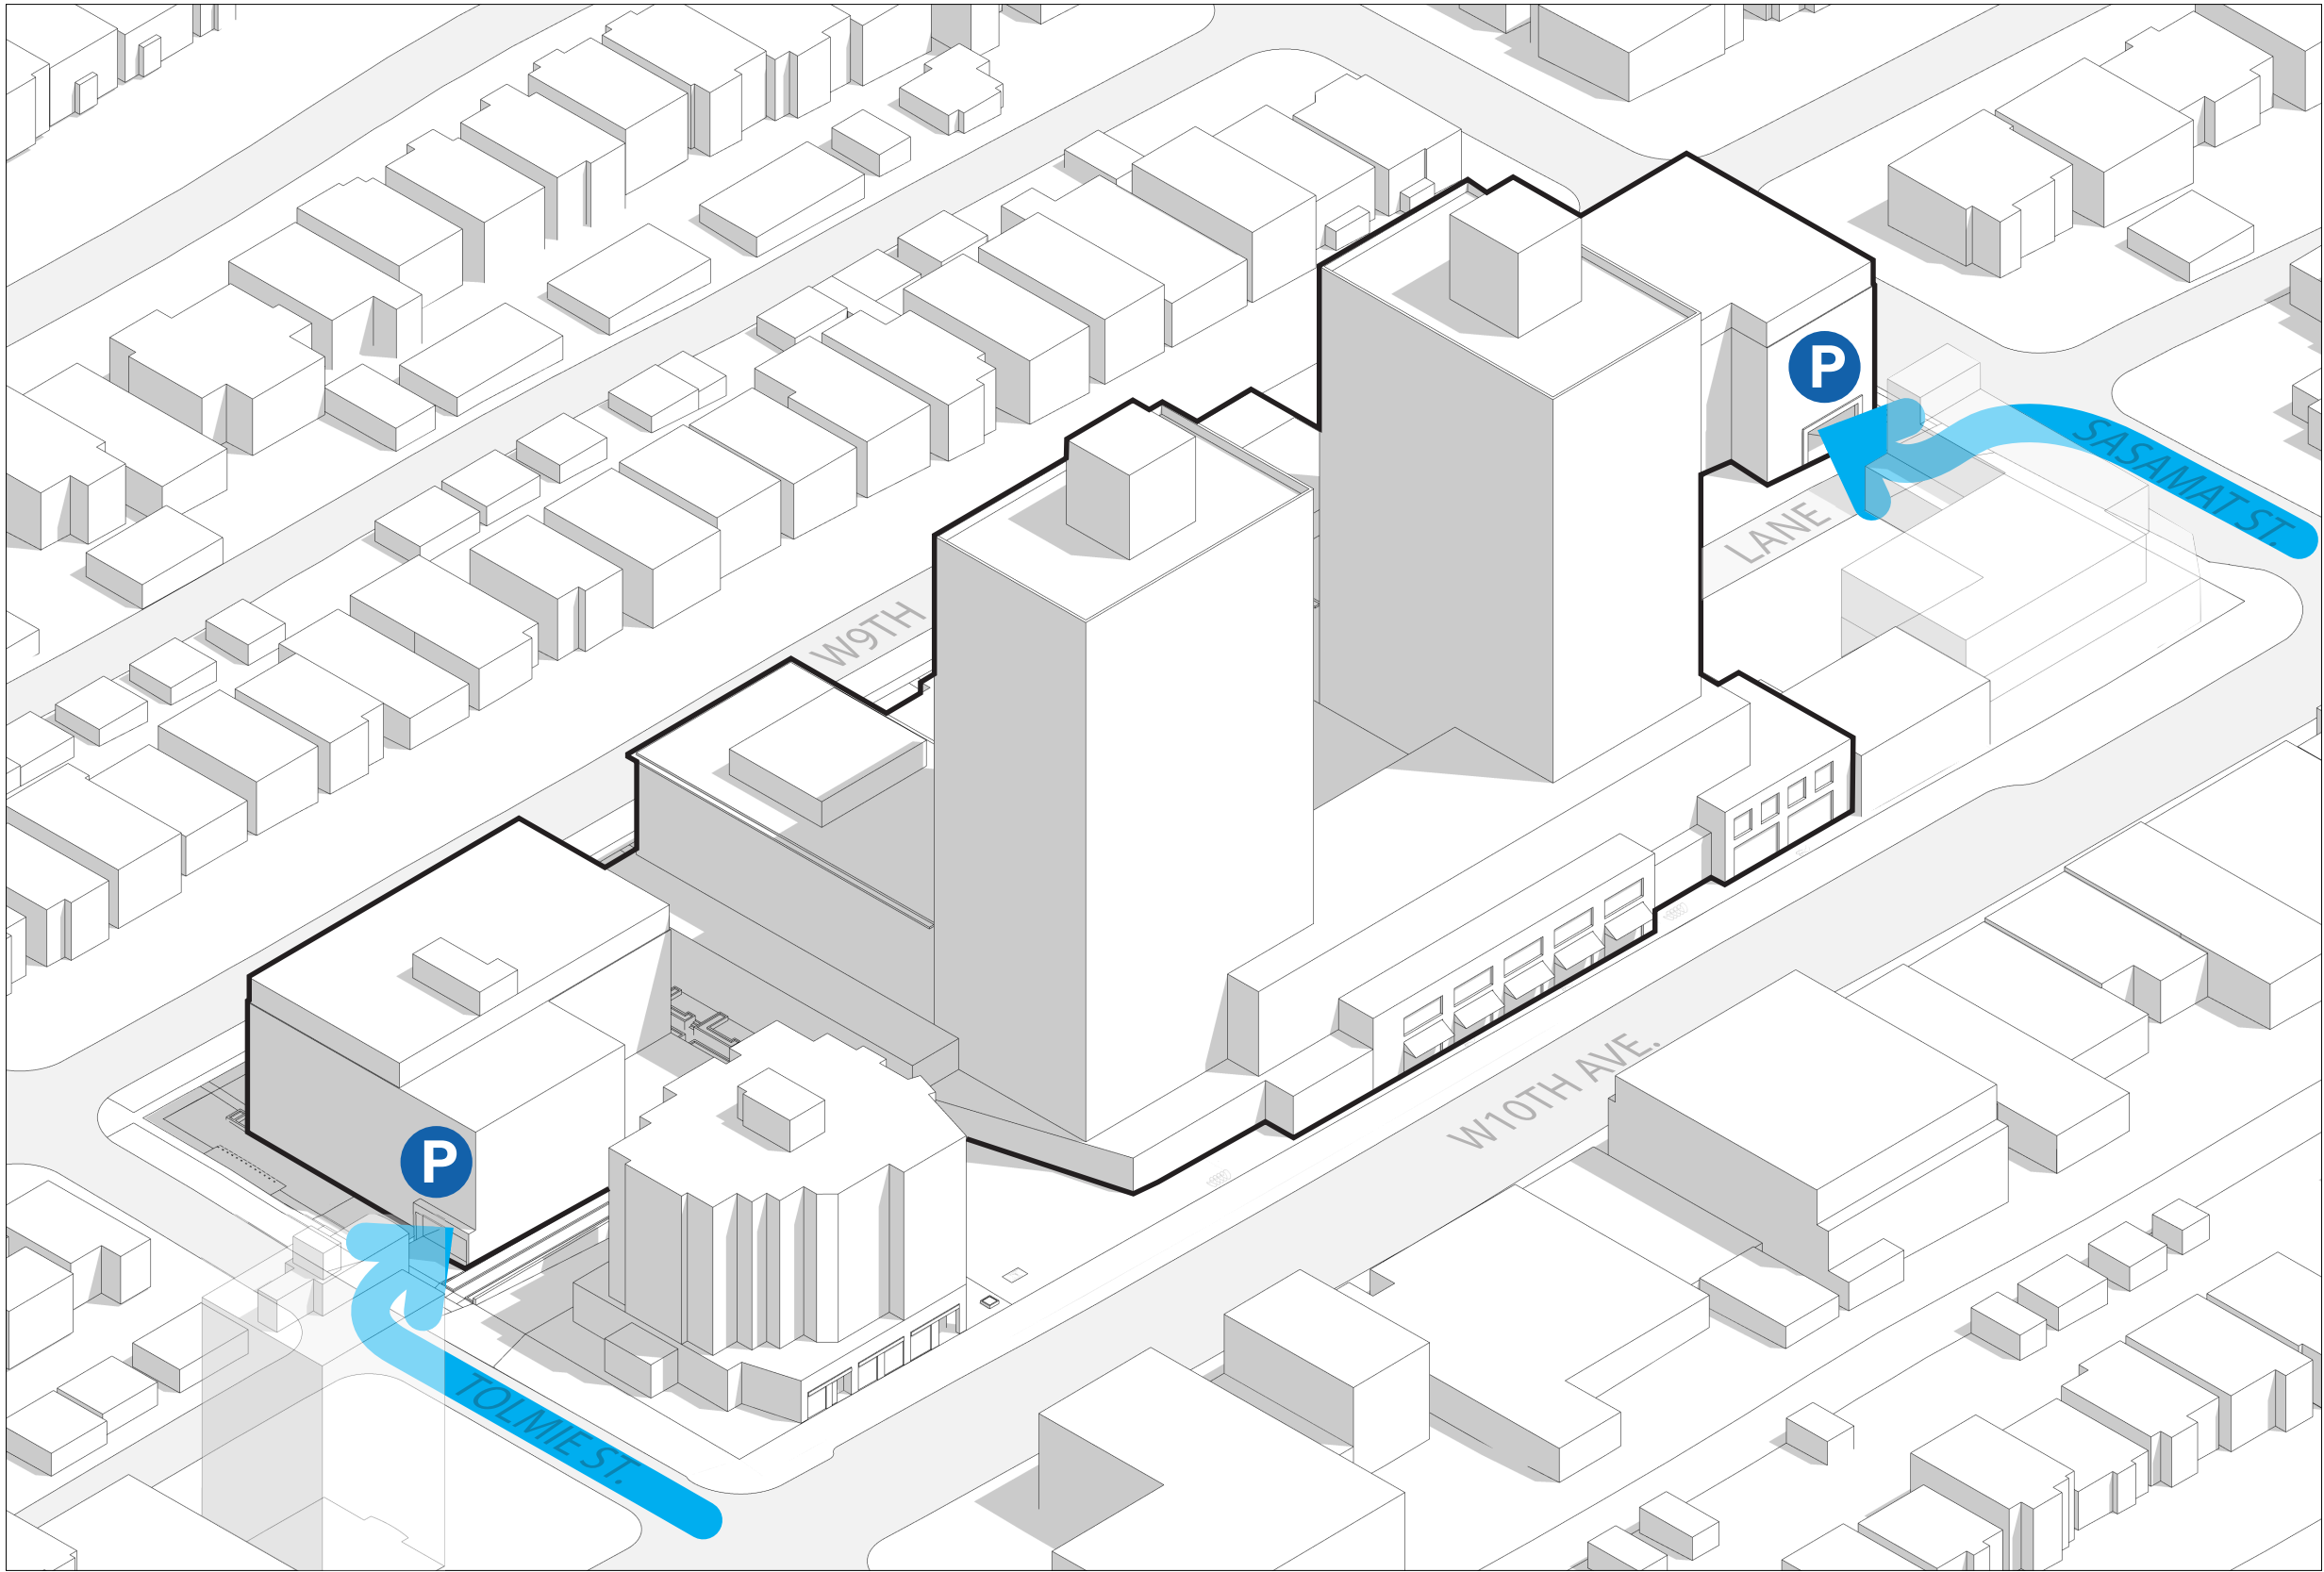 P
SASAMAT ST.
LANE
W9TH
W10TH AVE.
P
TOLMIE ST.